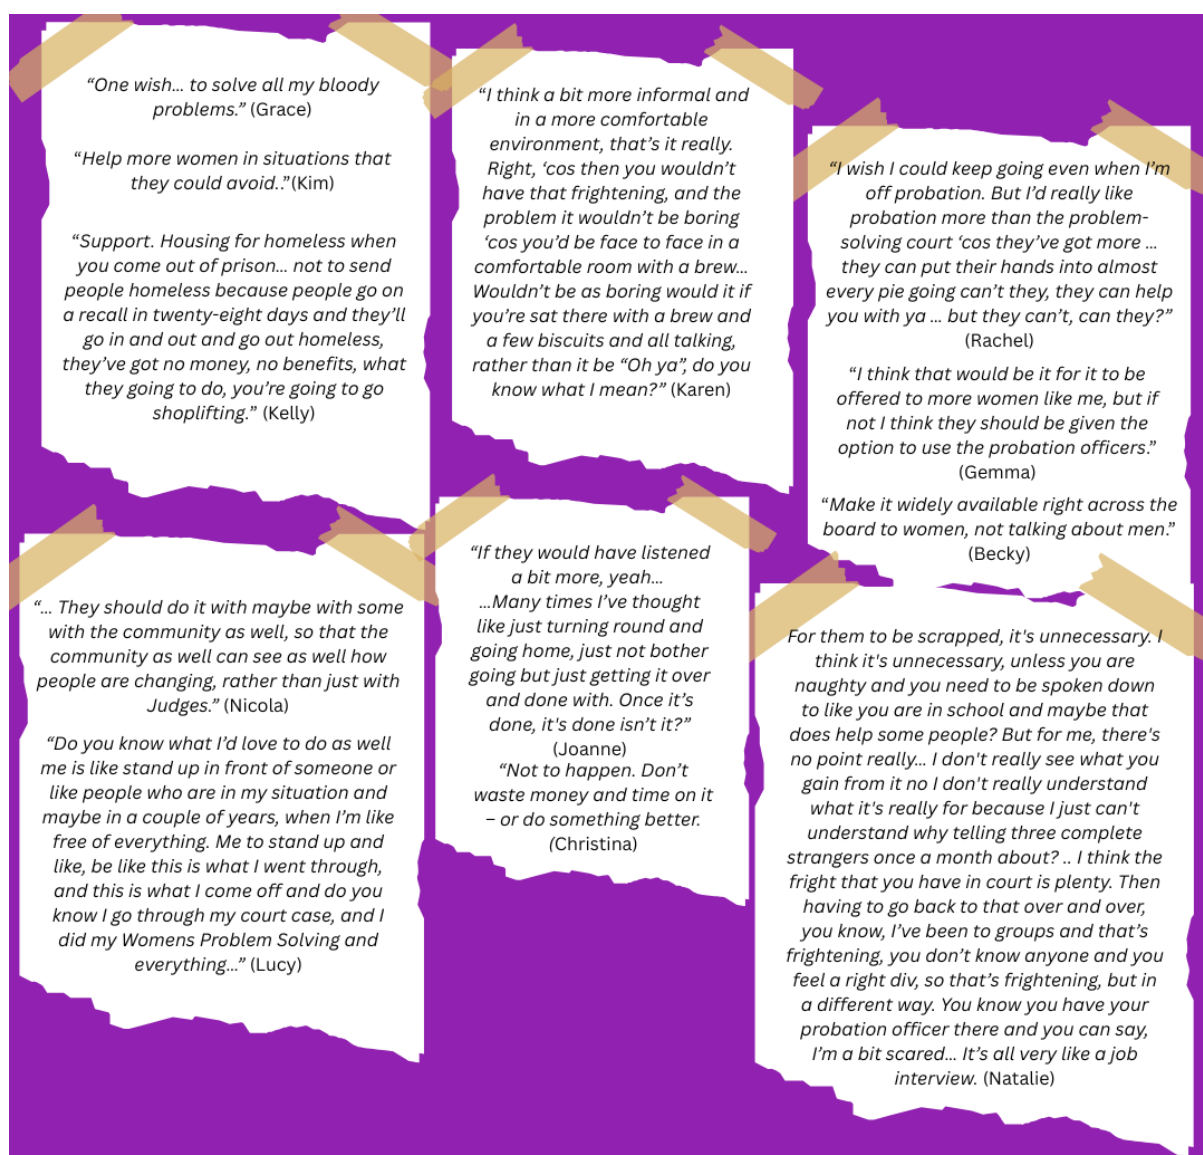 “One wish… to solve all my bloody
problems.” (Grace)
“Help more women in situations that
they could avoid..”(Kim)
“Support. Housing for homeless when
you come out of prison… not to send
people homeless because people go on
a recall in twenty-eight days and they’ll
go in and out and go out homeless,
they’ve got no money, no benefits, what
they going to do, you’re going to go
shoplifting.” (Kelly)
“I think a bit more informal and
in a more comfortable
environment, that’s it really.
Right, ‘cos then you wouldn’t
have that frightening, and the
problem it wouldn’t be boring
‘cos you’d be face to face in a
comfortable room with a brew…
Wouldn’t be as boring would it if
you’re sat there with a brew and
a few biscuits and all talking,
rather than it be “Oh ya”, do you
know what I mean?” (Karen)
“I wish I could keep going even when I’m
off probation. But I’d really like
probation more than the problem-
solving court ‘cos they’ve got more …
they can put their hands into almost
every pie going can’t they, they can help
you with ya … but they can’t, can they?”
(Rachel)
“I think that would be it for it to be
offered to more women like me, but if
not I think they should be given the
option to use the probation officers.”
(Gemma)
“Make it widely available right across the
board to women, not talking about men.”
(Becky)
“… They should do it with maybe with some
with the community as well, so that the
community as well can see as well how
people are changing, rather than just with
Judges.” (Nicola)
“Do you know what I’d love to do as well
me is like stand up in front of someone or
like people who are in my situation and
maybe in a couple of years, when I’m like
free of everything. Me to stand up and
like, be like this is what I went through,
and this is what I come off and do you
know I go through my court case, and I
did my Womens Problem Solving and
everything…” (Lucy)
“If they would have listened
a bit more, yeah…
…Many times I’ve thought
like just turning round and
going home, just not bother
going but just getting it over
and done with. Once it’s
done, it's done isn’t it?”
(Joanne)
“Not to happen. Don’t
waste money and time on it
– or do something better.
(Christina)
For them to be scrapped, it's unnecessary. I
think it's unnecessary, unless you are
naughty and you need to be spoken down
to like you are in school and maybe that
does help some people? But for me, there's
no point really… I don't really see what you
gain from it no I don't really understand
what it's really for because I just can't
understand why telling three complete
strangers once a month about? .. I think the
fright that you have in court is plenty. Then
having to go back to that over and over,
you know, I’ve been to groups and that’s
frightening, you don’t know anyone and you
feel a right div, so that’s frightening, but in
a different way. You know you have your
probation officer there and you can say,
I’m a bit scared… It’s all very like a job
interview. (Natalie)